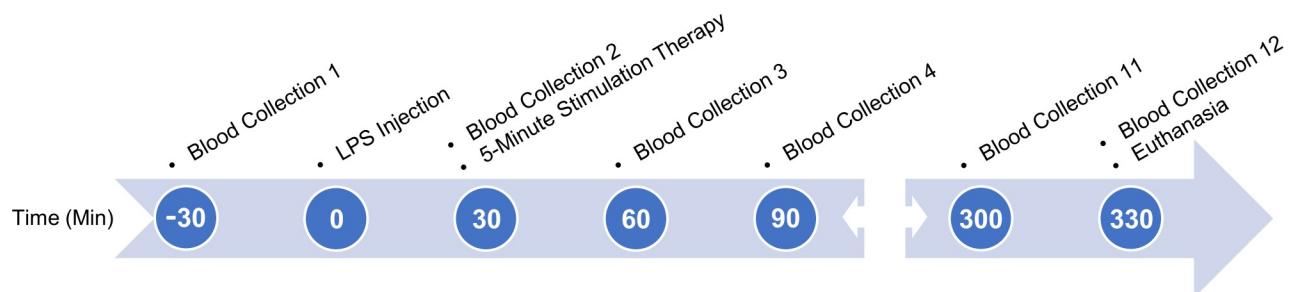 • Blood Collection 1
• LPS Injection
• Blood Collection 2
• 5-Minute Stimulation Therapy
• Blood Collection 3
• Blood Collection 4
• Blood Collection 11
• Blood Collection 12
• Euthanasia
Time (Min)
-30
0
30
60
90
300
330